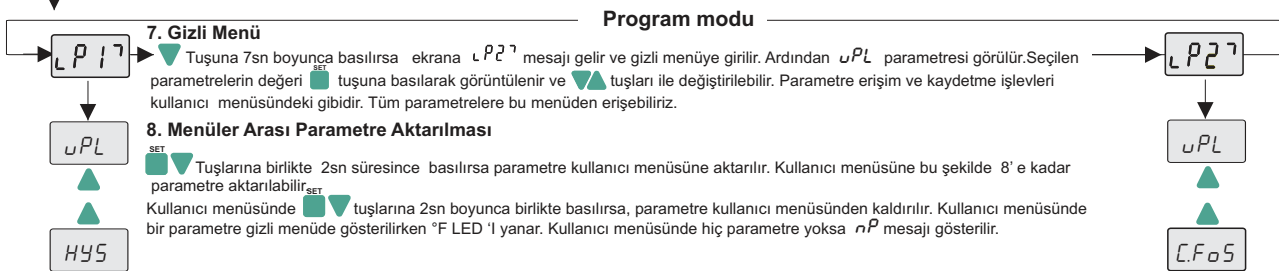 Program modu
7. Gizli Menü
Tuşuna 7sn boyunca basılırsa ekrana ⌊P2⌉ mesajı gelir ve gizli menüye girilir. Ardından uPL parametresi görülür.Seçilen
SET
parametrelerin değeri tuşuna basılarak görüntülenir ve tuşları ile değiştirilebilir. Parametre erişim ve kaydetme işlevleri
kullanıcı menüsündeki gibidir. Tüm parametrelere bu menüden erişebiliriz.
8. Menüler Arası Parametre Aktarılması
SET
Tuşlarına birlikte 2sn süresince basılırsa parametre kullanıcı menüsüne aktarılır. Kullanıcı menüsüne bu şekilde 8' e kadar
parametre aktarılabilir.
SET
Kullanıcı menüsünde tuşlarına 2sn boyunca birlikte basılırsa, parametre kullanıcı menüsünden kaldırılır. Kullanıcı menüsünde
bir parametre gizli menüde gösterilirken °F LED 'I yanar. Kullanıcı menüsünde hiç parametre yoksa nP mesajı gösterilir.
⌊P1⌉
uPL
HYS
⌊P2⌉
uPL
C.FoS